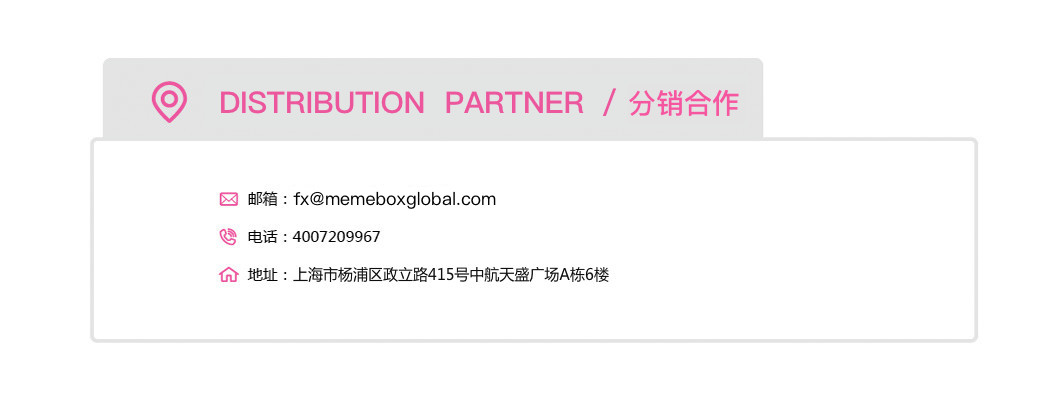 DISTRIBUTION PARTNER / 分销合作
邮箱：fx@memeboxglobal.com
电话：4007209967
地址：上海市杨浦区政立路415号中航天盛广场A栋6楼